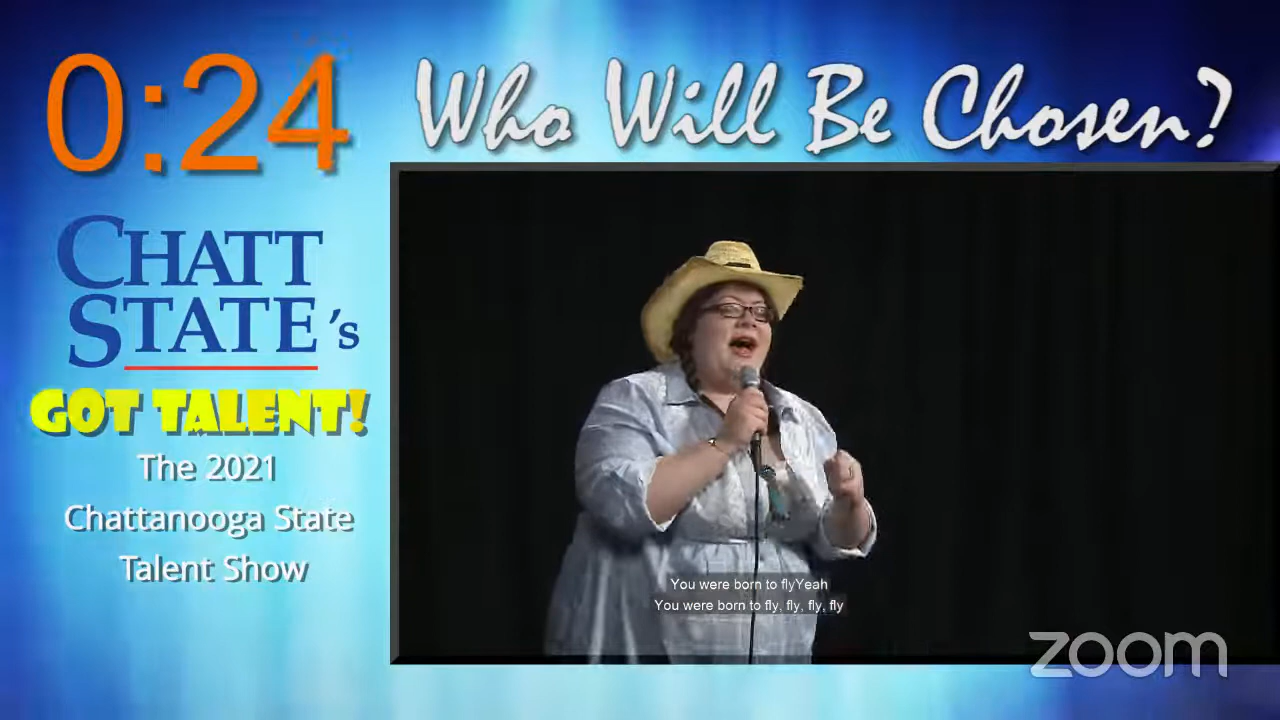 0:24
Who Will Be Chosen?
CHATT
STATE's
GOT TALENT!
The 2021
Chattanooga State
Talent Show
You were born to flyYeah
You were born to fly, fly, fly, fly
zoom